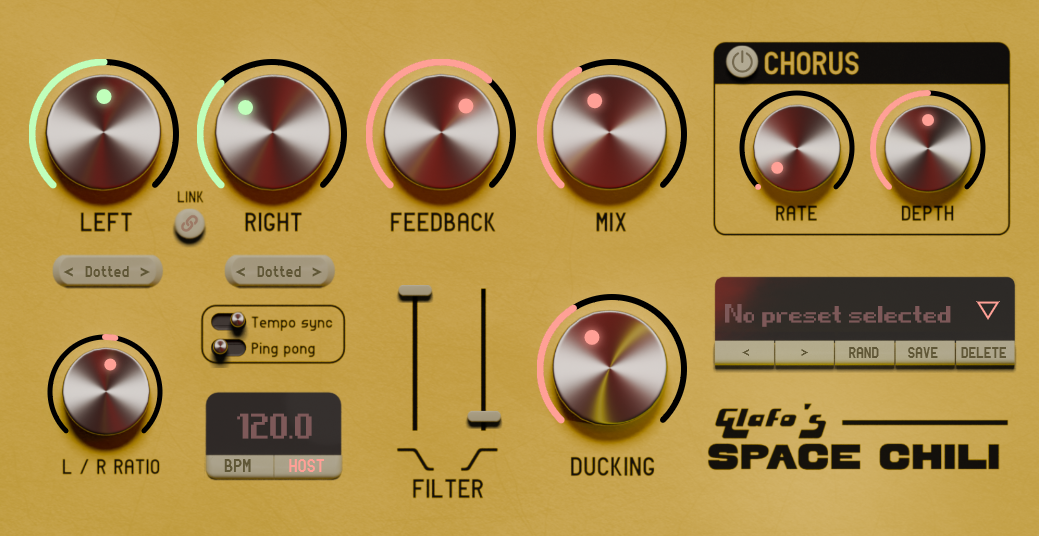 CHORUS
LEFT
LINK
RIGHT
FEEDBACK
MIX
RATE
DEPTH
< Dotted >
< Dotted >
Tempo sync
Ping pong
No preset selected
< > RAND SAVE DELETE
120.0
BPM HOST
L / R RATIO
FILTER
DUCKING
Glafo's
SPACE CHILI